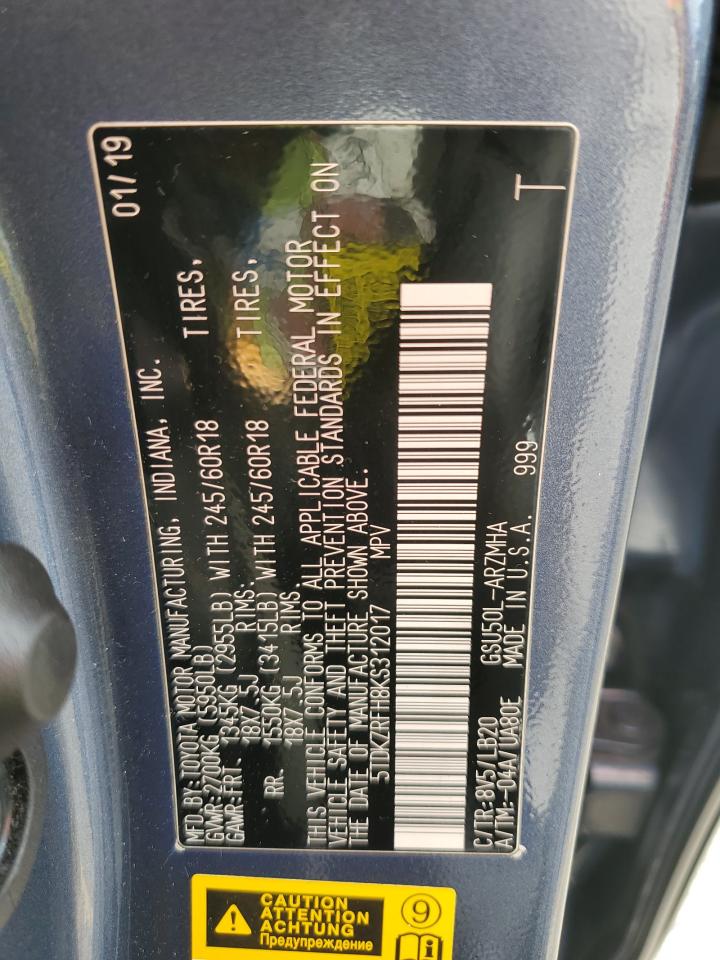 01/19
MFD.BY: TOYOTA MOTOR MANUFACTURING, INDIANA, INC.
GVWR:2700KG (5950LB)
GAWR:FRT 1345KG (2955LB) WITH 245/60R18 TIRES,
18X7.5J RIMS.
RR. 1550KG (3415LB) WITH 245/60R18 TIRES,
18X7.5J RIMS.
THIS VEHICLE CONFORMS TO ALL APPLICABLE FEDERAL MOTOR
VEHICLE SAFETY AND THEFT PREVENTION STANDARDS IN EFFECT ON
THE DATE OF MANUFACTURE SHOWN ABOVE.
5TDKZRFH8KS312017 MPV
C/TR:8V5/LB20 GSU50L-ARZMHA
A/TM:-04A/UA80E MADE IN U.S.A. 999
T
CAUTION
ATTENTION
ACHTUNG
Предупреждение
9
i